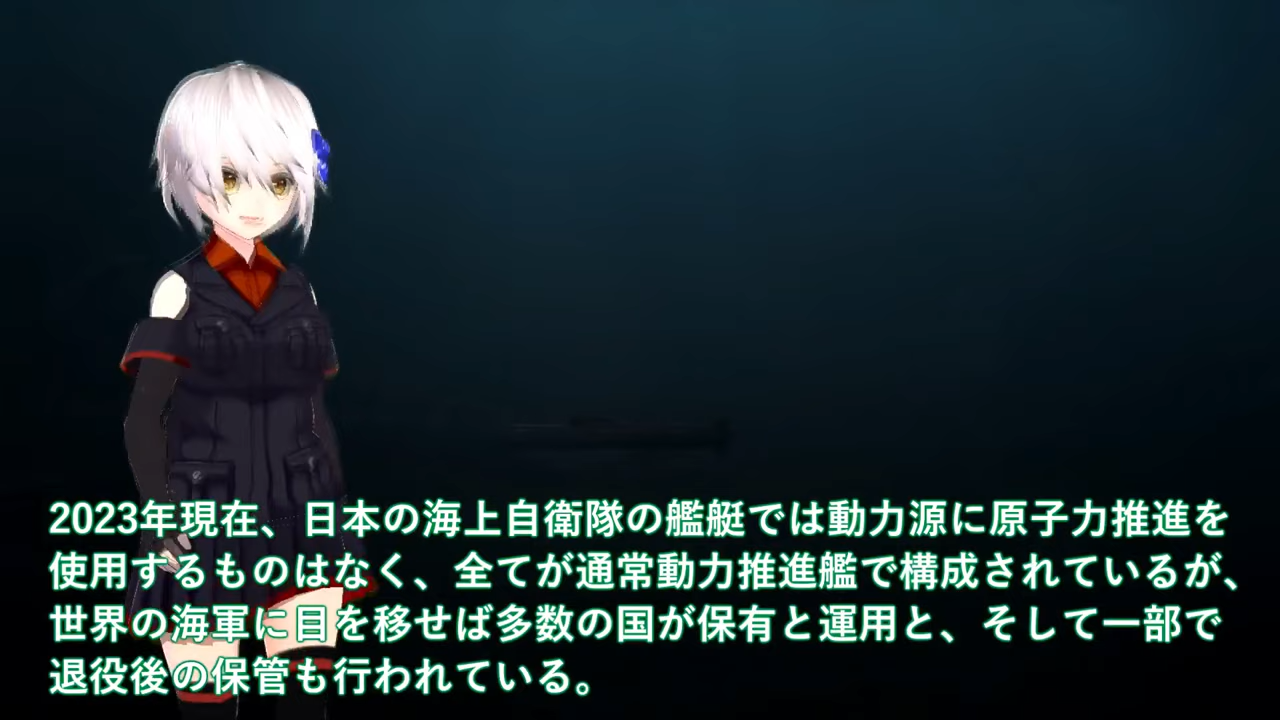 2023年現在、日本の海上自衛隊の艦艇では動力源に原子力推進を
使用するものはなく、全てが通常動力推進艦で構成されているが、
世界の海軍に目を移せば多数の国が保有と運用と、そして一部で
退役後の保管も行われている。